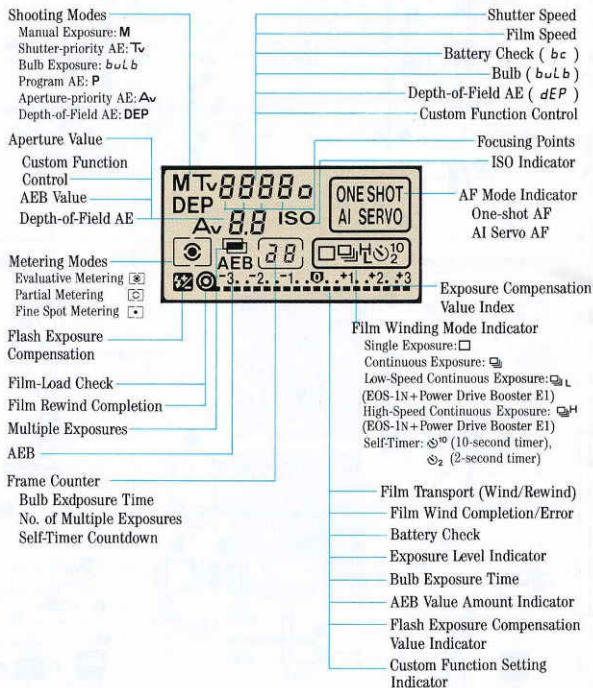 Shooting Modes
Manual Exposure: M
Shutter-priority AE: Tv
Bulb Exposure: buLb
Program AE: P
Aperture-priority AE: Av
Depth-of-Field AE: DEP
Aperture Value
Custom Function
Control
AEB Value
Depth-of-Field AE
Metering Modes
Evaluative Metering
Partial Metering
Fine Spot Metering
Flash Exposure
Compensation
Film-Load Check
Film Rewind Completion
Multiple Exposures
AEB
Frame Counter
Bulb Exdposure Time
No. of Multiple Exposures
Self-Timer Countdown
M Tv 8888o
DEP
Av 8.8 ISO
ONE SHOT
AI SERVO
AEB
[88]
H
L
10
2
-3..-2..-1..0..+1..+2..+3
Shutter Speed
Film Speed
Battery Check ( bc )
Bulb ( buLb )
Depth-of-Field AE ( dEP )
Custom Function Control
Focusing Points
ISO Indicator
AF Mode Indicator
One-shot AF
AI Servo AF
Exposure Compensation
Value Index
Film Winding Mode Indicator
Single Exposure:
Continuous Exposure:
Low-Speed Continuous Exposure: L
(EOS-1N+Power Drive Booster E1)
High-Speed Continuous Exposure: H
(EOS-1N+Power Drive Booster E1)
Self-Timer: 10 (10-second timer),
2 (2-second timer)
Film Transport (Wind/Rewind)
Film Wind Completion/Error
Battery Check
Exposure Level Indicator
Bulb Exposure Time
AEB Value Amount Indicator
Flash Exposure Compensation
Value Indicator
Custom Function Setting
Indicator